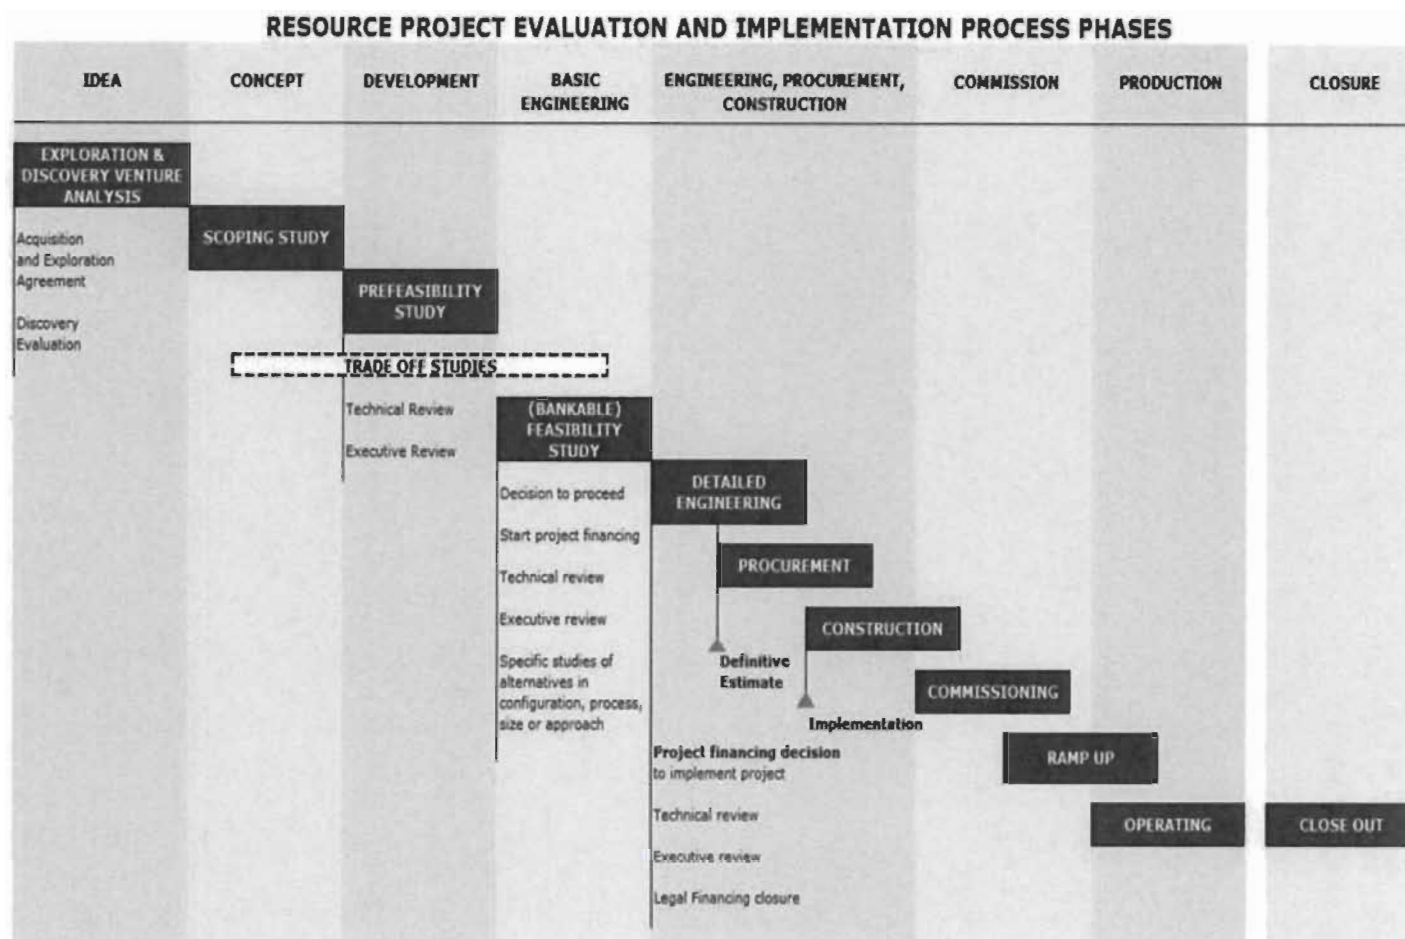 RESOURCE PROJECT EVALUATION AND IMPLEMENTATION PROCESS PHASES
IDEA
CONCEPT
DEVELOPMENT
BASIC
ENGINEERING
ENGINEERING, PROCUREMENT,
CONSTRUCTION
COMMISSION
PRODUCTION
CLOSURE
EXPLORATION &
DISCOVERY VENTURE
ANALYSIS
Acquisition
and Exploration
Agreement
Discovery
Evaluation
SCOPING STUDY
PREFEASIBILITY
STUDY
TRADE OFF STUDIES
Technical Review
Executive Review
(BANKABLE)
FEASIBILITY
STUDY
Decision to proceed
Start project financing
Technical review
Executive review
Specific studies of
alternatives in
configuration, process,
size or approach
DETAILED
ENGINEERING
PROCUREMENT
CONSTRUCTION
Definitive
Estimate
COMMISSIONING
Implementation
Project financing decision
to implement project
Technical review
Executive review
Legal Financing closure
RAMP UP
OPERATING
CLOSE OUT